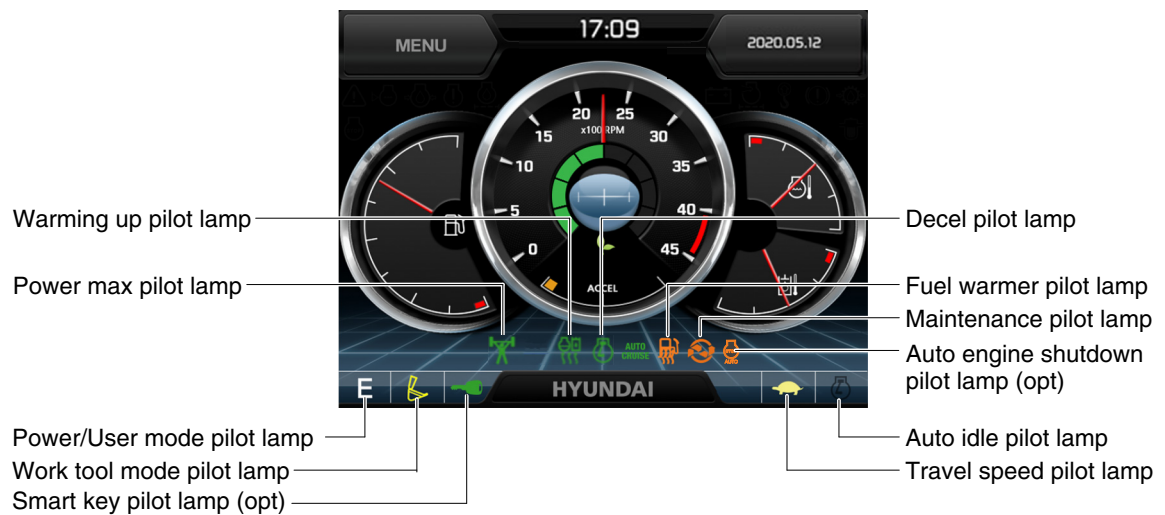 17:09
MENU
2020.05.12
20 25
x100 RPM
15 30
10 35
5 40
0 45
ACCEL
Warming up pilot lamp
Decel pilot lamp
Power max pilot lamp
Fuel warmer pilot lamp
Maintenance pilot lamp
AUTO
CRUISE
AUTO
Auto engine shutdown
pilot lamp (opt)
E
HYUNDAI
Power/User mode pilot lamp
Auto idle pilot lamp
Work tool mode pilot lamp
Travel speed pilot lamp
Smart key pilot lamp (opt)